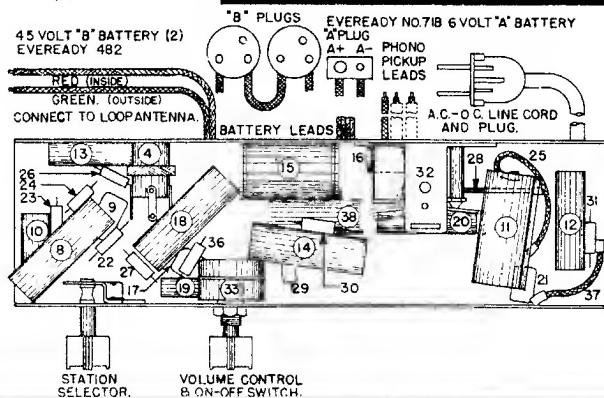 "B" PLUGS
45 VOLT "B" BATTERY (2)
EVEREADY 482
EVEREADY NO.718 6 VOLT "A" BATTERY
"A" PLUG
A+ A-
PHONO
PICKUP
LEADS
RED (INSIDE)
GREEN. (OUTSIDE)
CONNECT TO LOOP ANTENNA.
BATTERY LEADS
A.C.-D.C. LINE CORD
AND PLUG.
13
4
26
24
23
9
10
8
22
18
27
17
36
19
33
15
16
38
14
29
30
32
28
25
20
11
12
31
21
37
STATION
SELECTOR.
VOLUME CONTROL
& ON-OFF SWITCH.